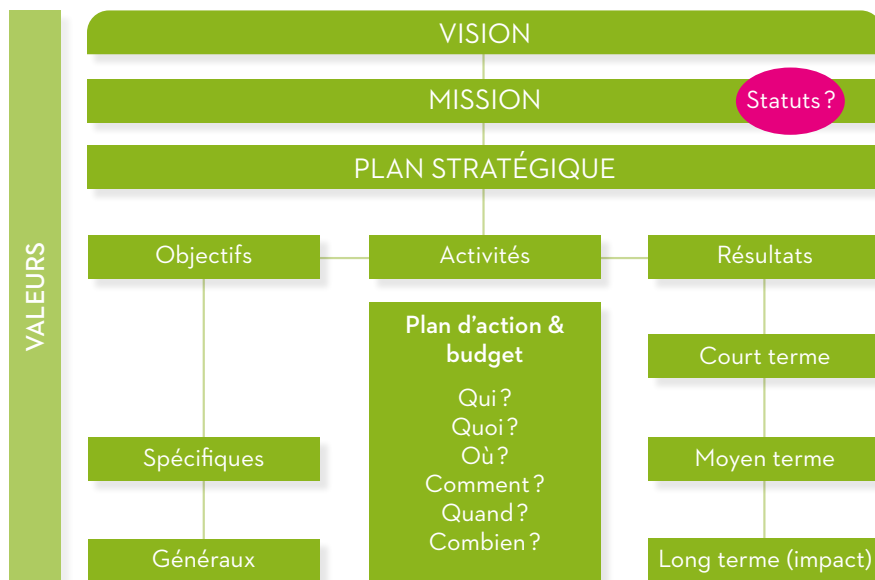 VISION
MISSION
Statuts ?
PLAN STRATÉGIQUE
VALEURS
Objectifs
Activités
Résultats
Plan d’action &
budget
Qui ?
Quoi ?
Où ?
Comment ?
Quand ?
Combien ?
Court terme
Spécifiques
Moyen terme
Généraux
Long terme (impact)